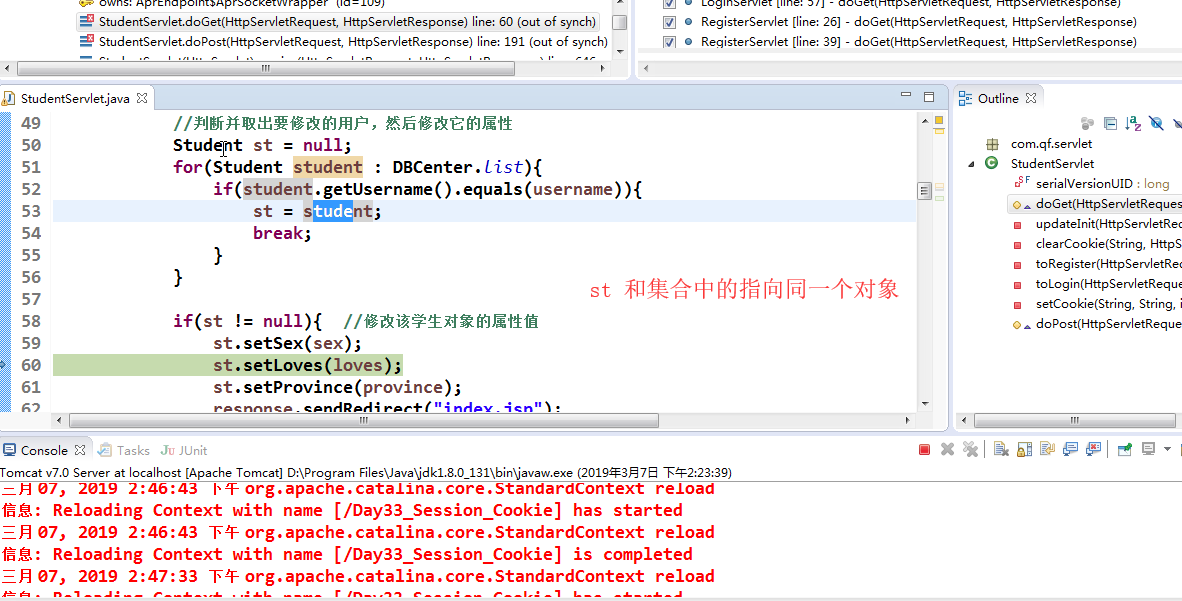 owns: AprEndpoint$AprSocketWrapper (id=109)
StudentServlet.doGet(HttpServletRequest, HttpServletResponse) line: 60 (out of synch)
StudentServlet.doPost(HttpServletRequest, HttpServletResponse) line: 191 (out of synch)
LoginServlet [line: 57] - doGet(HttpServletRequest, HttpServletResponse)
RegisterServlet [line: 26] - doGet(HttpServletRequest, HttpServletResponse)
RegisterServlet [line: 39] - doGet(HttpServletRequest, HttpServletResponse)
StudentServlet.java
49 //判断并取出要修改的用户，然后修改它的属性
50 Student st = null;
51 for(Student student : DBCenter.list){
52 if(student.getUsername().equals(username)){
53 st = student;
54 break;
55 }
56 }
57
st 和集合中的指向同一个对象
58 if(st != null){ //修改该学生对象的属性值
59 st.setSex(sex);
60 st.setLoves(loves);
61 st.setProvince(province);
62 response.sendRedirect("index.jsp");
Outline
com.qf.servlet
StudentServlet
serialVersionUID : long
doGet(HttpServletReques
updateInit(HttpServletRe
clearCookie(String, HttpS
toRegister(HttpServletRe
toLogin(HttpServletReque
setCookie(String, String, i
doPost(HttpServletReque
Console Tasks JUnit
Tomcat v7.0 Server at localhost [Apache Tomcat] D:\Program Files\Java\jdk1.8.0_131\bin\javaw.exe (2019年3月7日 下午2:23:39)
三月 07, 2019 2:46:43 下午 org.apache.catalina.core.StandardContext reload
信息: Reloading Context with name [/Day33_Session_Cookie] has started
三月 07, 2019 2:46:43 下午 org.apache.catalina.core.StandardContext reload
信息: Reloading Context with name [/Day33_Session_Cookie] is completed
三月 07, 2019 2:47:33 下午 org.apache.catalina.core.StandardContext reload
信息: Reloading Context with name [/Day33_Session_Cookie] has started